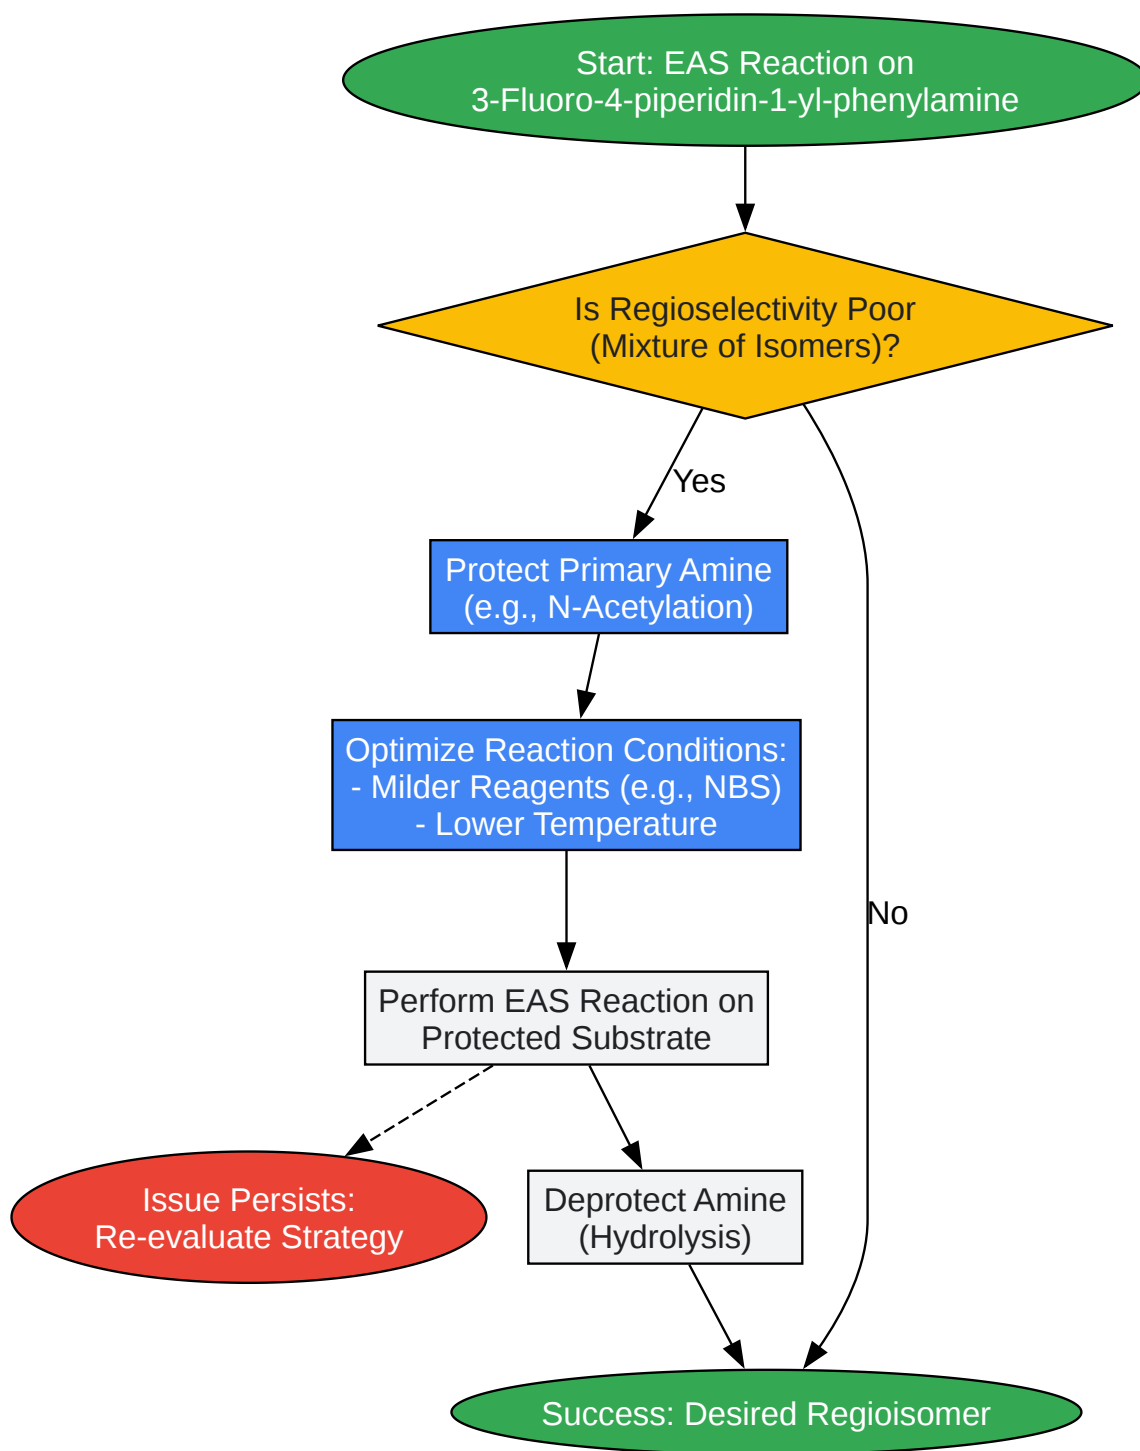 Start: EAS Reaction on
3-Fluoro-4-piperidin-1-yl-phenylamine
Is Regioselectivity Poor
(Mixture of Isomers)?
Yes
Protect Primary Amine
(e.g., N-Acetylation)
Optimize Reaction Conditions:
- Milder Reagents (e.g., NBS)
- Lower Temperature
No
Perform EAS Reaction on
Protected Substrate
Issue Persists:
Re-evaluate Strategy
Deprotect Amine
(Hydrolysis)
Success: Desired Regioisomer